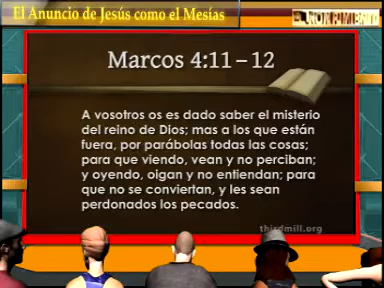 El Anuncio de Jesús como el Mesías
EL MONUMENTO
Marcos 4:11 – 12
A vosotros os es dado saber el misterio
del reino de Dios; mas a los que están
fuera, por parábolas todas las cosas;
para que viendo, vean y no perciban;
y oyendo, oigan y no entiendan; para
que no se conviertan, y les sean
perdonados los pecados.
thirdmill.org